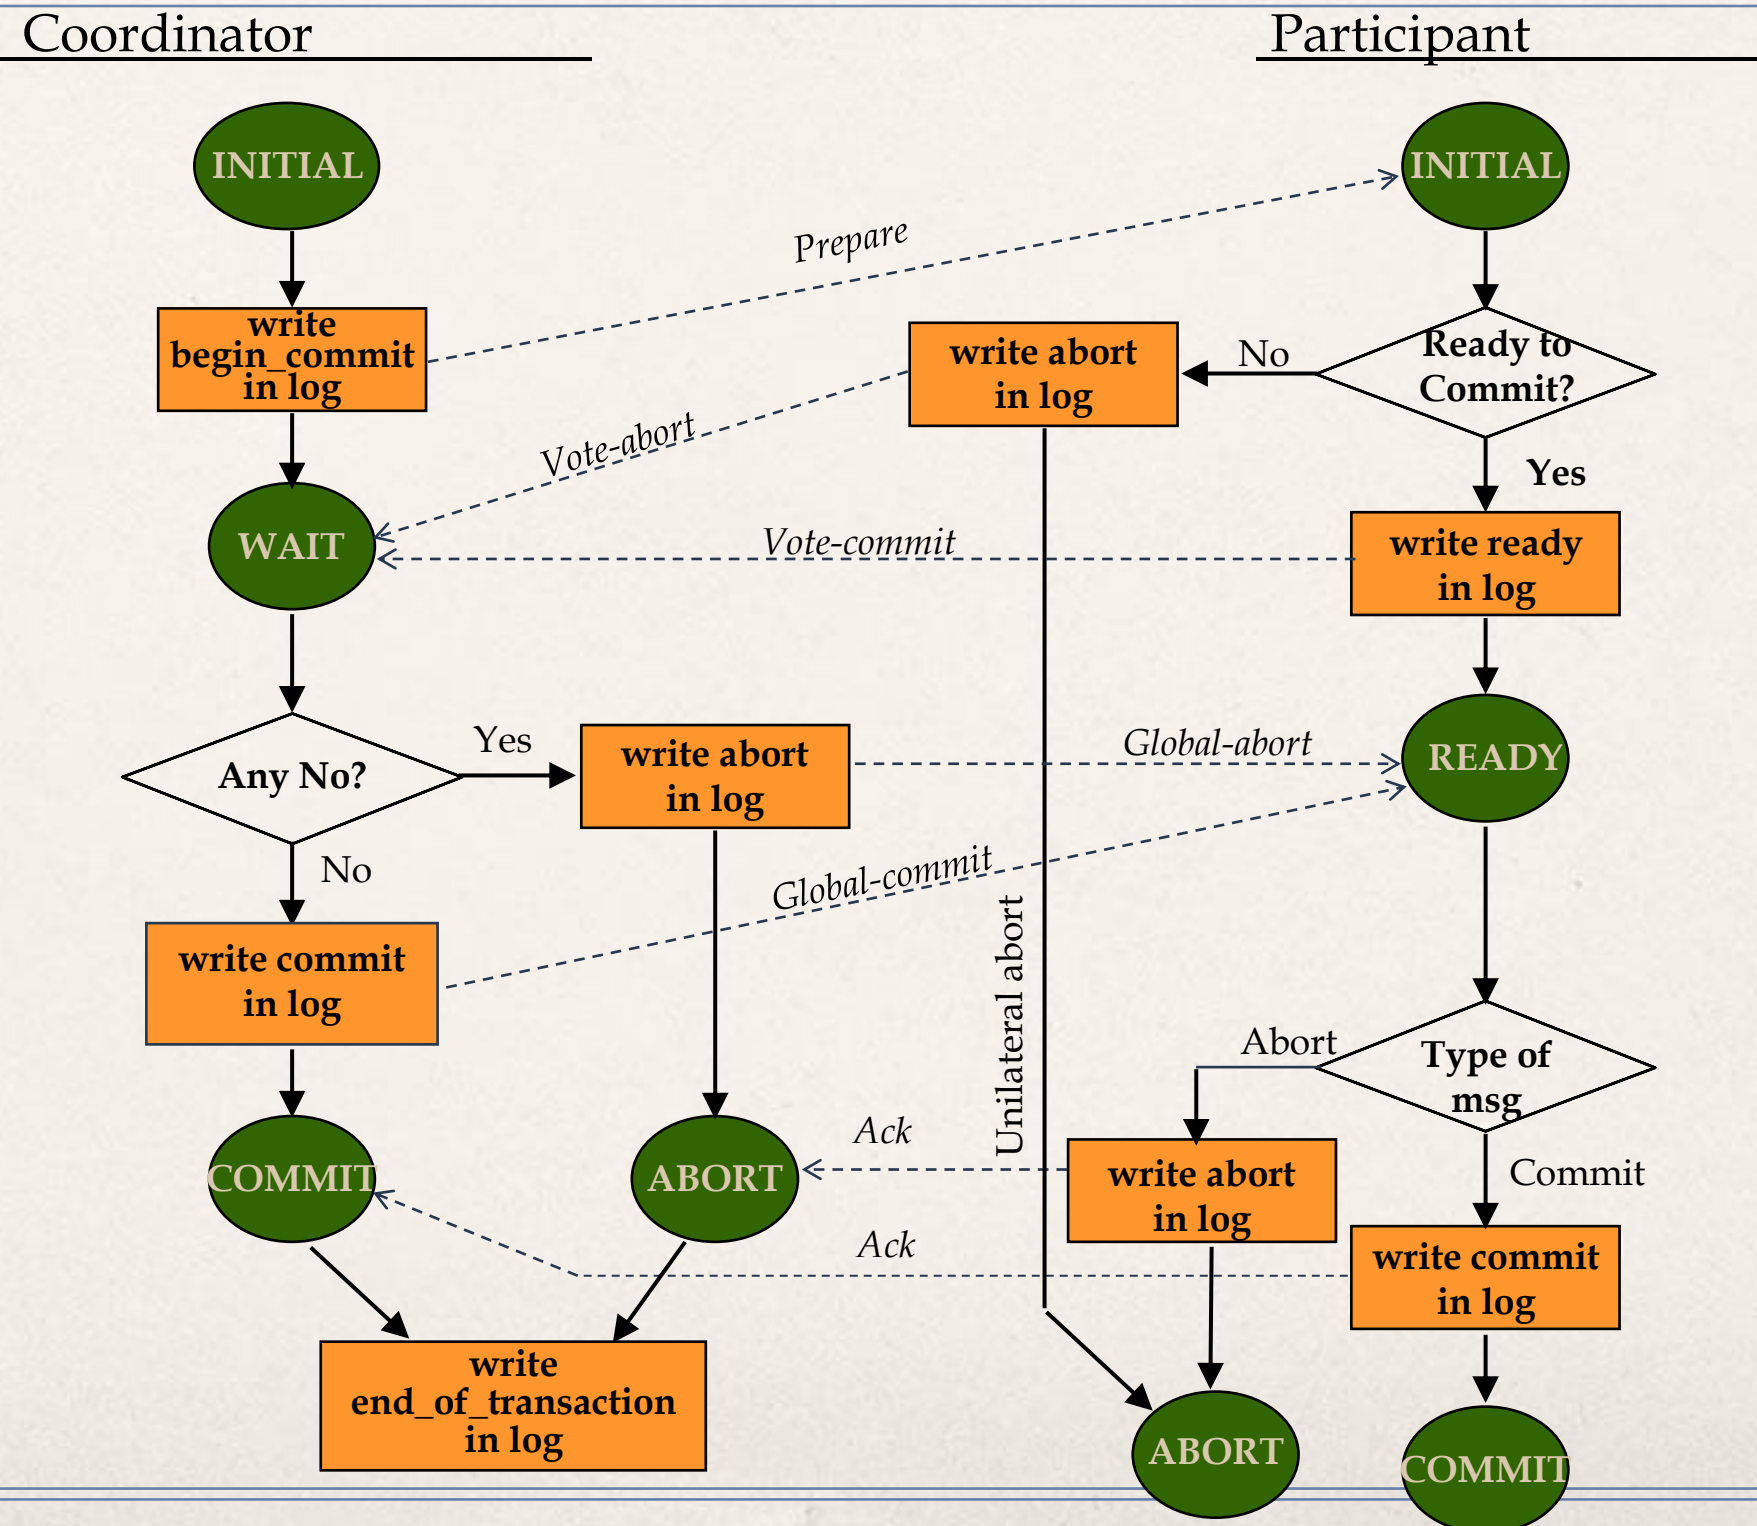 Coordinator
Participant
INITIAL
INITIAL
Prepare
write
begin_commit
in log
write abort
in log
No
Ready to
Commit?
Vote-abort
Yes
WAIT
Vote-commit
write ready
in log
Any No?
Yes
write abort
in log
Global-abort
READY
No
Global-commit
write commit
in log
Unilateral abort
Abort
Type of
msg
COMMIT
ABORT
Ack
write abort
in log
Commit
Ack
write commit
in log
write
end_of_transaction
in log
ABORT
COMMIT